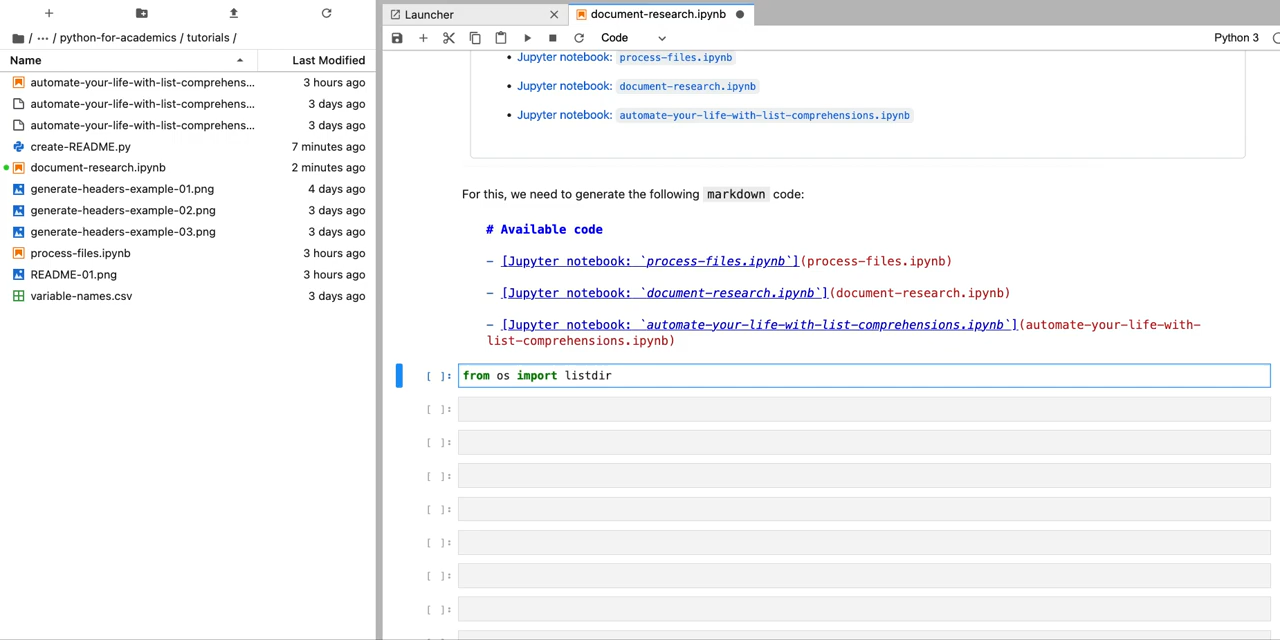 / ··· / python-for-academics / tutorials /
Name Last Modified
automate-your-life-with-list-comprehens... 3 hours ago
automate-your-life-with-list-comprehens... 3 days ago
automate-your-life-with-list-comprehens... 3 days ago
create-README.py 7 minutes ago
document-research.ipynb 2 minutes ago
generate-headers-example-01.png 4 days ago
generate-headers-example-02.png 3 days ago
generate-headers-example-03.png 3 days ago
process-files.ipynb 3 hours ago
README-01.png 3 hours ago
variable-names.csv 3 days ago
Launcher
document-research.ipynb
Code
Python 3
• Jupyter notebook: process-files.ipynb
• Jupyter notebook: document-research.ipynb
• Jupyter notebook: automate-your-life-with-list-comprehensions.ipynb
For this, we need to generate the following markdown code:
# Available code
- [Jupyter notebook: `process-files.ipynb`](process-files.ipynb)
- [Jupyter notebook: `document-research.ipynb`](document-research.ipynb)
- [Jupyter notebook: `automate-your-life-with-list-comprehensions.ipynb`](automate-your-life-with-
list-comprehensions.ipynb)
[ ]: from os import listdir
[ ]:
[ ]:
[ ]:
[ ]:
[ ]:
[ ]:
[ ]: